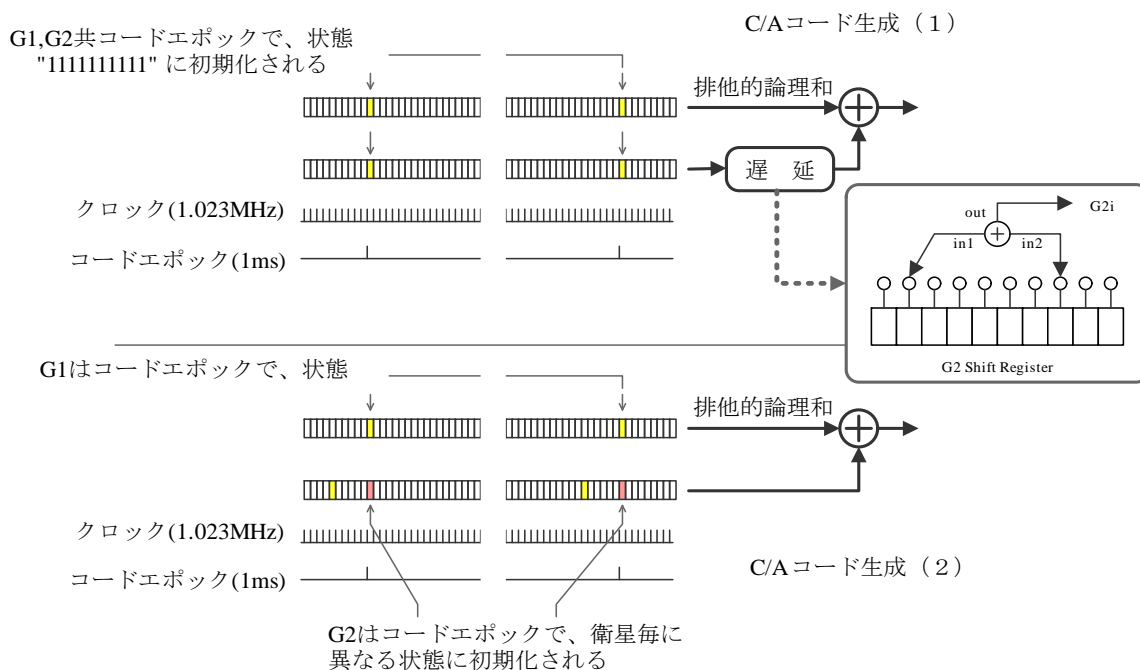 C/Aコード生成（1）
G1,G2共コードエポックで、状態
"1111111111" に初期化される
排他的論理和
遅　延
クロック(1.023MHz)
コードエポック(1ms)
out
G2i
in1
in2
G2 Shift Register
G1はコードエポックで、状態
排他的論理和
クロック(1.023MHz)
コードエポック(1ms)
C/Aコード生成（2）
G2はコードエポックで、衛星毎に
異なる状態に初期化される